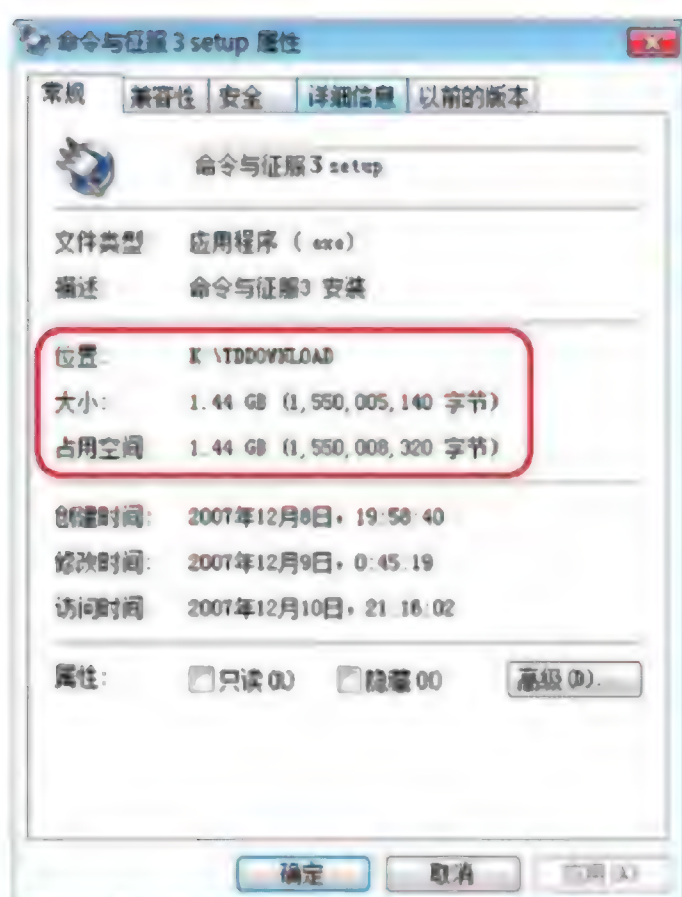 命令与征服 3 setup 属性
常规 兼容性 安全 详细信息 以前的版本
命令与征服 3 setup
文件类型 应用程序 ( exe)
描述 命令与征服3 安装
位置: K \TDDOWNLOAD
大小: 1.44 GB (1,550,005,140 字节)
占用空间 1.44 GB (1,550,008,320 字节)
创建时间: 2007年12月8日, 19:58:40
修改时间: 2007年12月9日, 0:45.19
访问时间 2007年12月10日, 21 16:02
属性: 只读 (R) 隐藏 (H) 高级 (D)...
确定 取消 应用 (A)